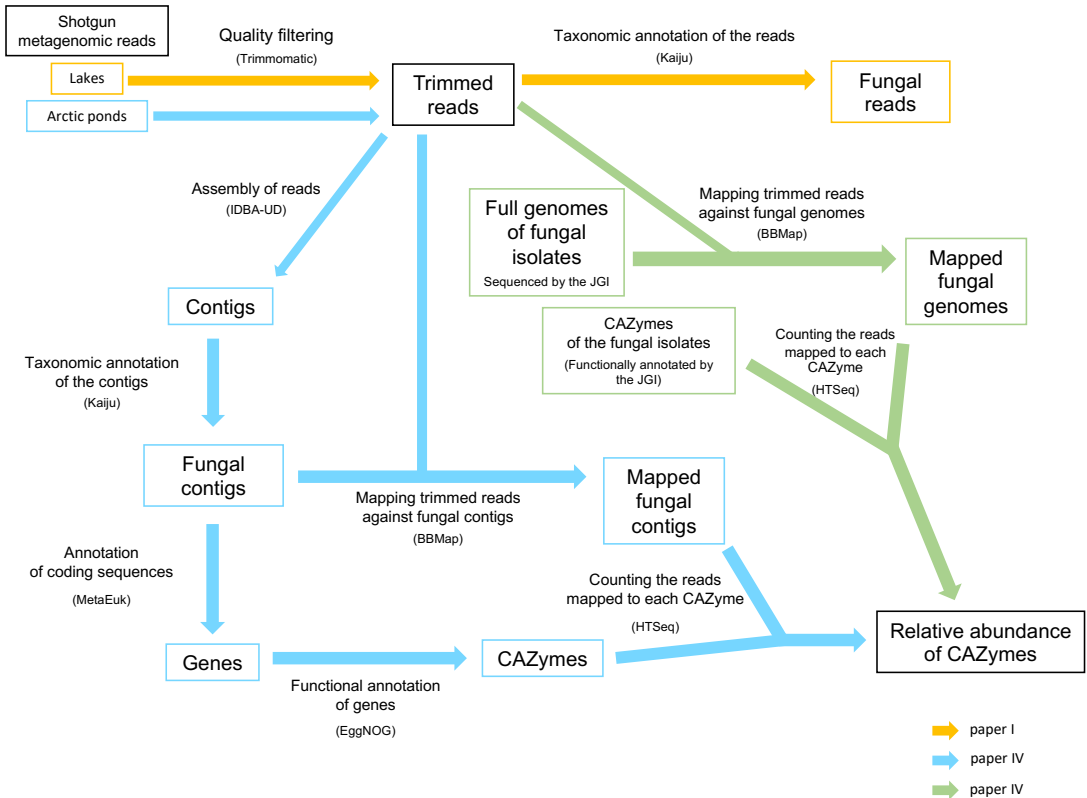 Shotgun
metagenomic reads
Lakes
Arctic ponds
Quality filtering
(Trimmomatic)
Trimmed
reads
Taxonomic annotation of the reads
(Kaiju)
Fungal
reads
Assembly of reads
(IDBA-UD)
Full genomes
of fungal
isolates
Sequenced by the JGI
Mapping trimmed reads
against fungal genomes
(BBMap)
Mapped
fungal
genomes
Contigs
CAZymes
of the fungal isolates
(Functionally annotated by
the JGI)
Counting the reads
mapped to each
CAZyme
(HTSeq)
Taxonomic annotation
of the contigs
(Kaiju)
Fungal
contigs
Mapping trimmed reads
against fungal contigs
(BBMap)
Mapped
fungal
contigs
Annotation
of coding sequences
(MetaEuk)
Counting the reads
mapped to each CAZyme
(HTSeq)
Relative abundance
of CAZymes
Genes
Functional annotation
of genes
(EggNOG)
CAZymes
paper I
paper IV
paper IV